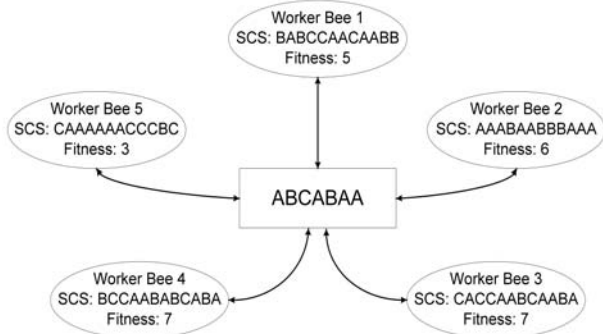 Worker Bee 1
SCS: BABCCAACAABB
Fitness: 5
Worker Bee 5
SCS: CAAAAAACCCBC
Fitness: 3
Worker Bee 2
SCS: AAABAABBBAAA
Fitness: 6
ABCABAA
Worker Bee 4
SCS: BCCAABABCABA
Fitness: 7
Worker Bee 3
SCS: CACCAABCAABA
Fitness: 7